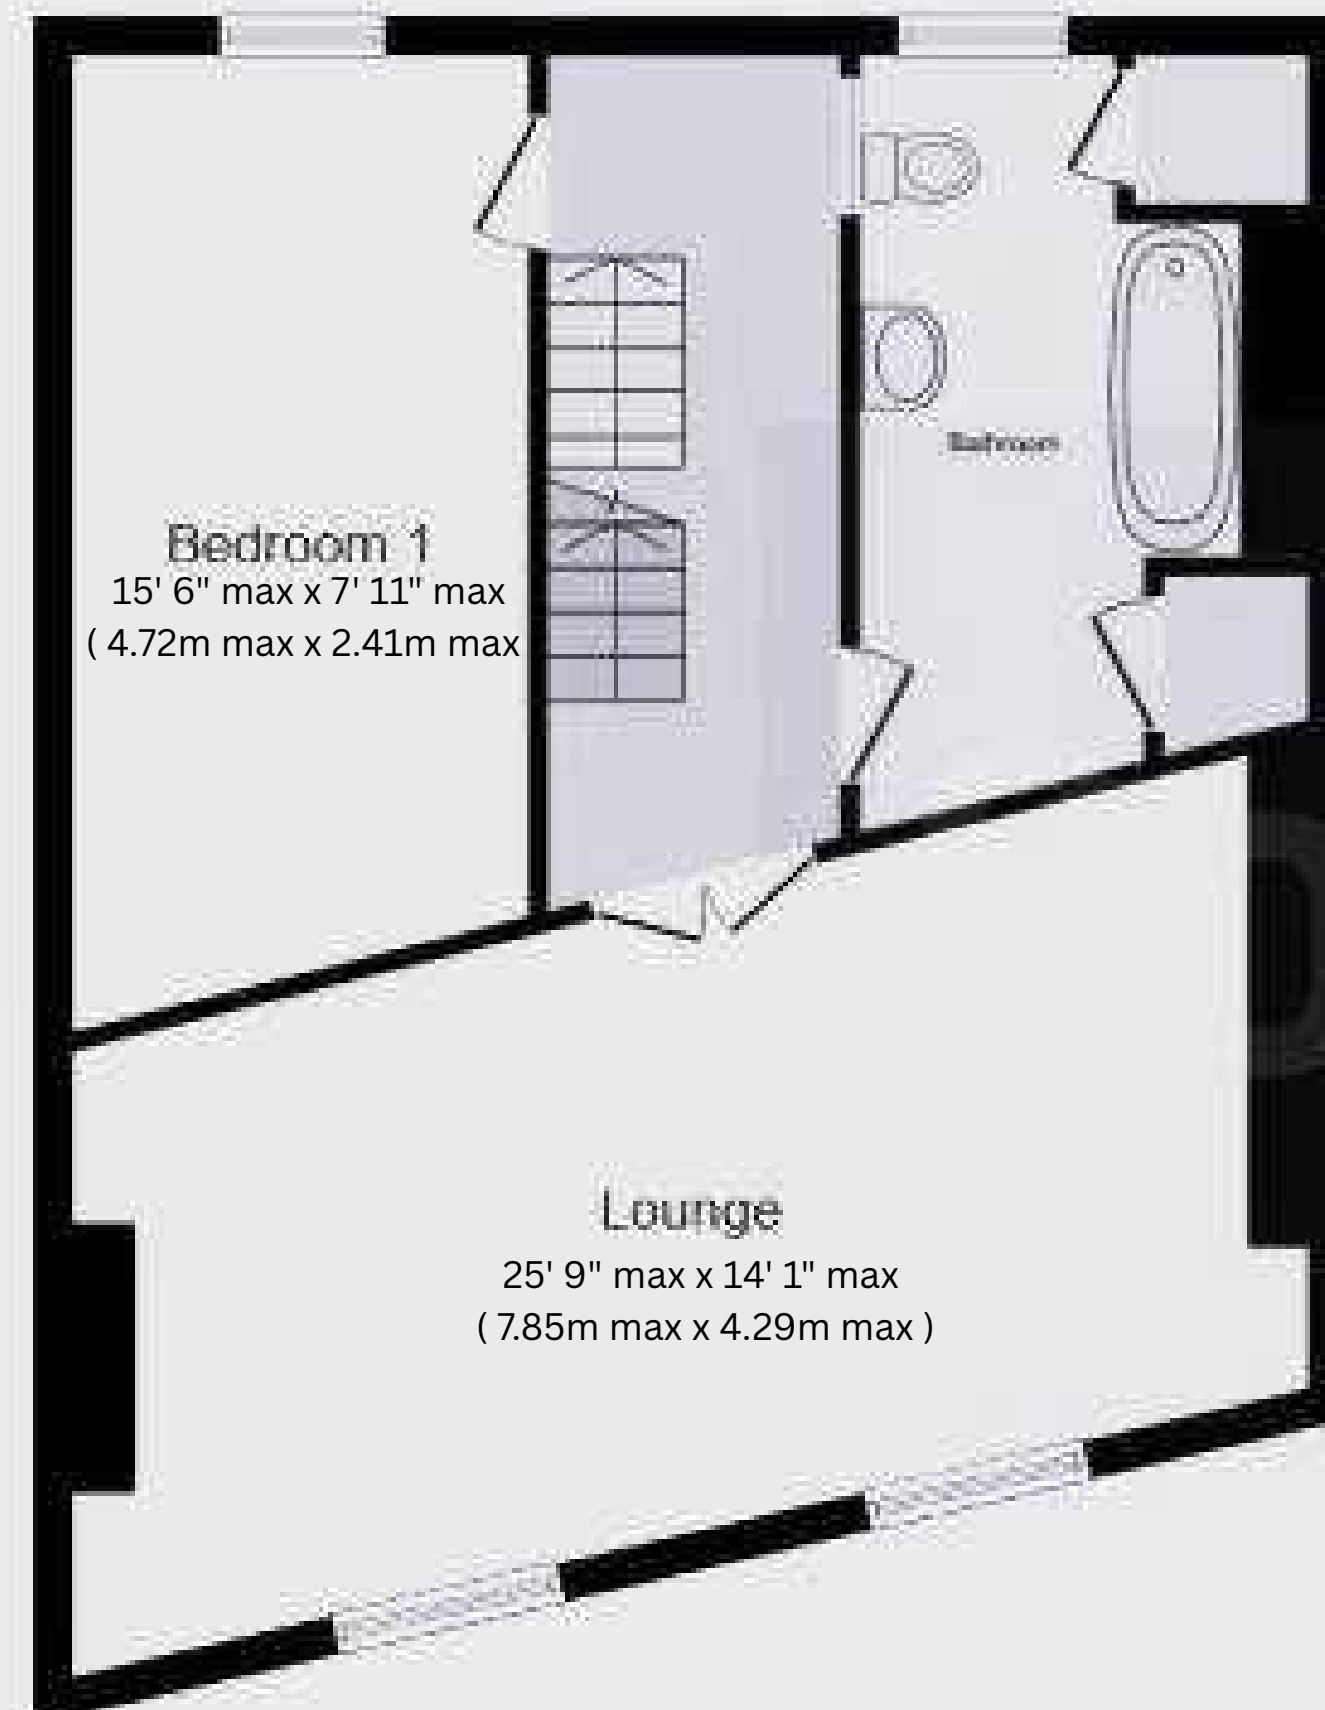 Bathroom
Bedroom 1
15' 6" max x 7' 11" max
( 4.72m max x 2.41m max
Lounge
25' 9" max x 14' 1" max
( 7.85m max x 4.29m max )